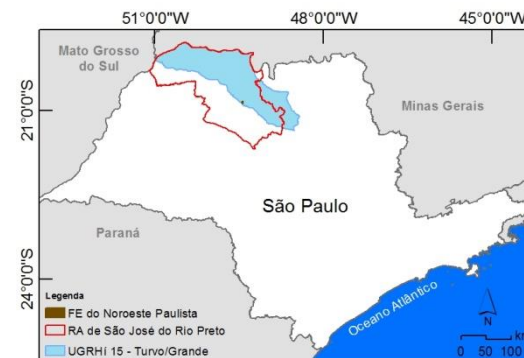 51°0'0"W
48°0'0"W
45°0'0"W
Mato Grosso
do Sul
21°0'0"S
Minas Gerais
São Paulo
Paraná
24°0'0"S
Oceano Atlântico
Legenda
FE do Noroeste Paulista
RA de São José do Rio Preto
UGRHI 15 - Turvo/Grande
N
km
0 50 100